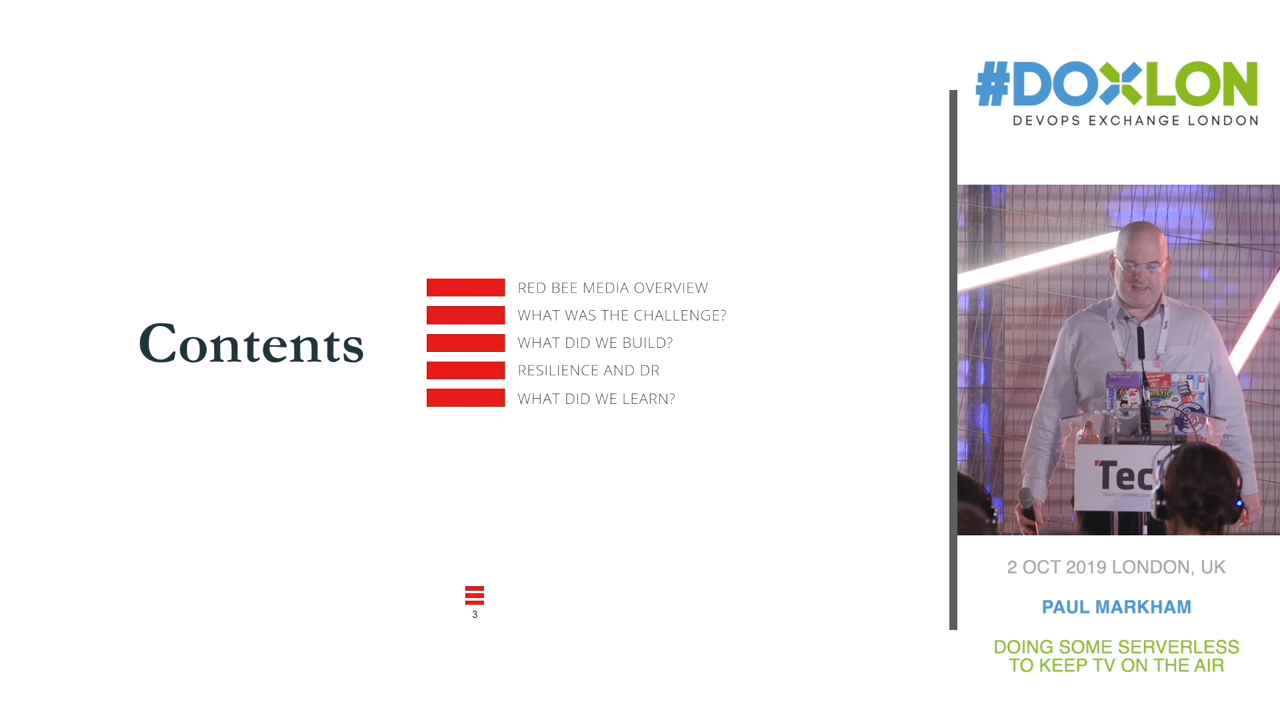 Contents
RED BEE MEDIA OVERVIEW
WHAT WAS THE CHALLENGE?
WHAT DID WE BUILD?
RESILIENCE AND DR
WHAT DID WE LEARN?
3
#DOXLON
DEVOPS EXCHANGE LONDON
Tec
2 OCT 2019 LONDON, UK
PAUL MARKHAM
DOING SOME SERVERLESS
TO KEEP TV ON THE AIR